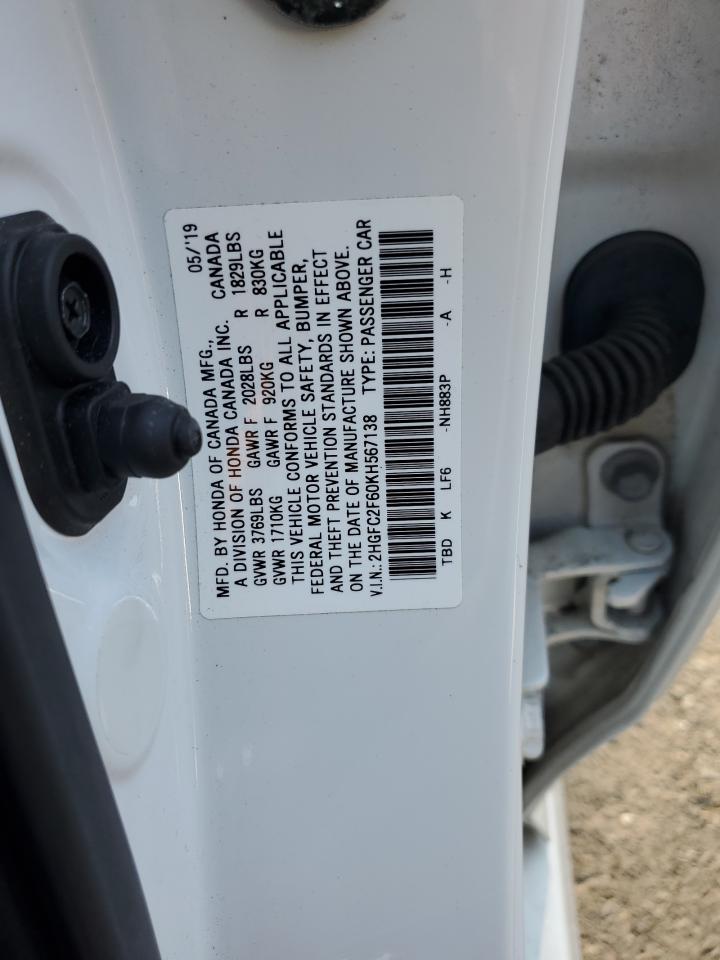 MFD. BY HONDA OF CANADA MFG., 05/'19
A DIVISION OF HONDA CANADA INC. CANADA
GVWR 3769LBS GAWR F 2028LBS R 1829LBS
GVWR 1710KG GAWR F 920KG R 830KG
THIS VEHICLE CONFORMS TO ALL APPLICABLE
FEDERAL MOTOR VEHICLE SAFETY, BUMPER,
AND THEFT PREVENTION STANDARDS IN EFFECT
ON THE DATE OF MANUFACTURE SHOWN ABOVE.
V.I.N.: 2HGFC2F60KH567138 TYPE: PASSENGER CAR
TBD K LF6 -NH883P -A -H